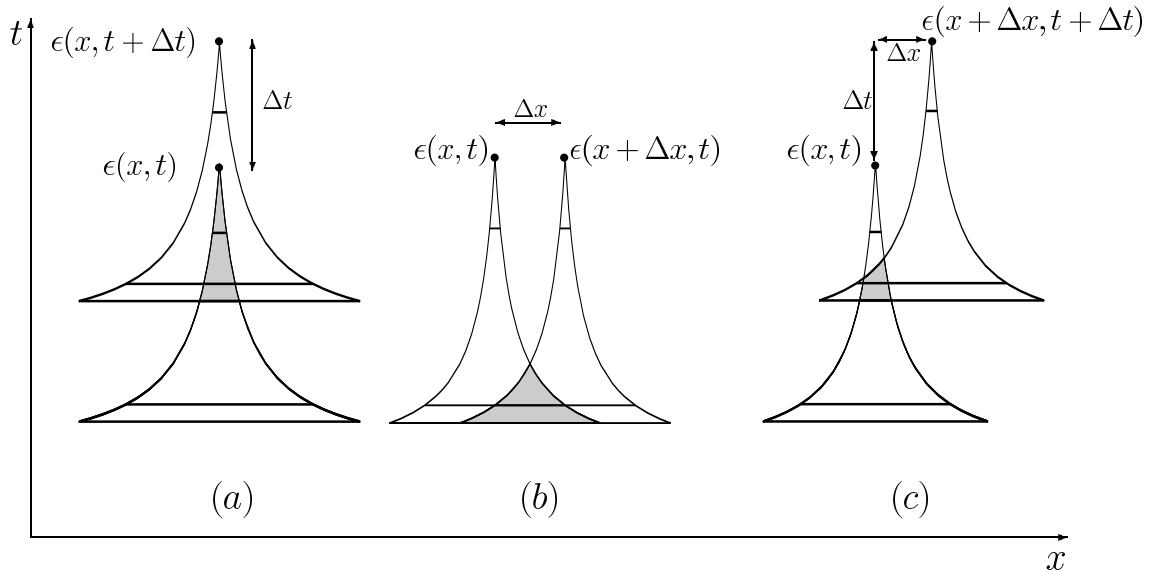 t
ϵ(x, t + Δt)
Δt
ϵ(x, t)
(a)
Δx
ϵ(x, t)
ϵ(x + Δx, t)
(b)
ϵ(x + Δx, t + Δt)
Δx
Δt
ϵ(x, t)
(c)
x